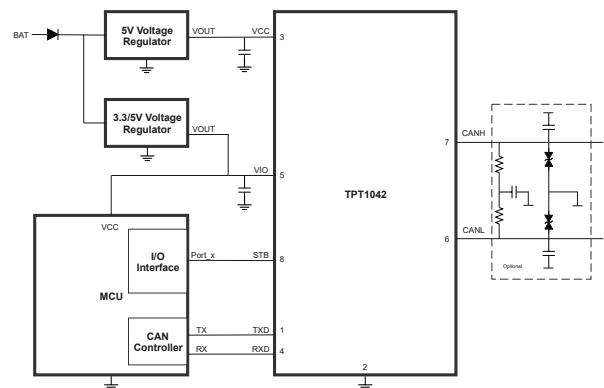 BAT
5V Voltage
Regulator
VOUT
VCC
3
3.3/5V Voltage
Regulator
VOUT
VIO
5
TPT1042
7
CANH
6
CANL
Optional
VCC
I/O
Interface
Port_x
STB
8
MCU
CAN
Controller
TX
TXD
1
RX
RXD
4
2